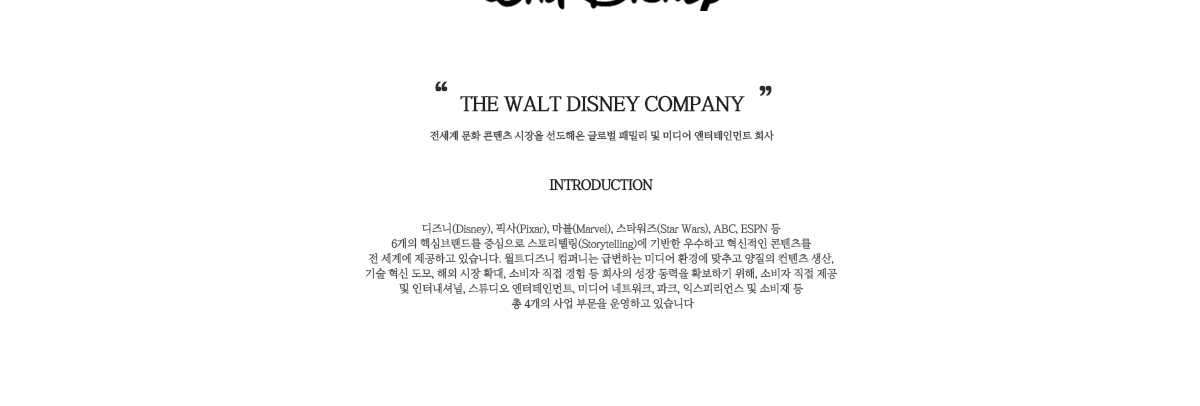 Walt Disney
“ THE WALT DISNEY COMPANY ”
전세계 문화 콘텐츠 시장을 선도해온 글로벌 패밀리 및 미디어 엔터테인먼트 회사
INTRODUCTION
디즈니(Disney), 픽사(Pixar), 마블(Marvel), 스타워즈(Star Wars), ABC, ESPN 등
6개의 핵심브랜드를 중심으로 스토리텔링(Storytelling)에 기반한 우수하고 혁신적인 콘텐츠를
전 세계에 제공하고 있습니다. 월트디즈니 컴퍼니는 급변하는 미디어 환경에 맞추고 양질의 컨텐츠 생산,
기술 혁신 도모, 해외 시장 확대, 소비자 직접 경험 등 회사의 성장 동력을 확보하기 위해, 소비자 직접 제공
및 인터내셔널, 스튜디오 엔터테인먼트, 미디어 네트워크, 파크, 익스피리언스 및 소비재 등
총 4개의 사업 부문을 운영하고 있습니다